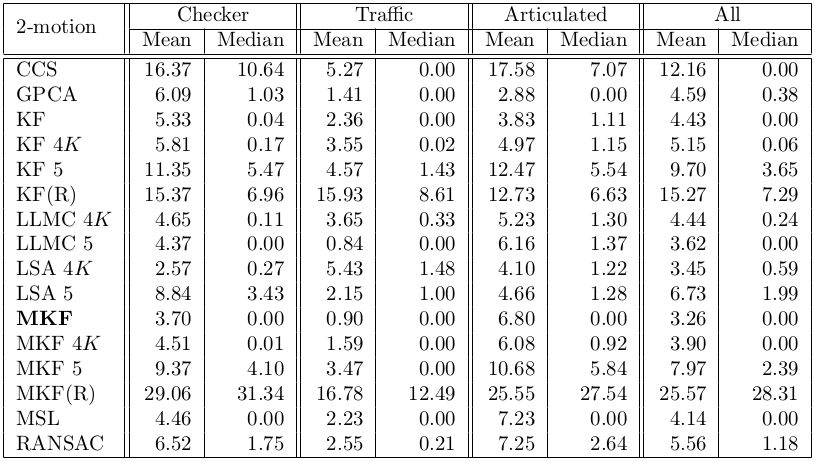 2-motion Checker Traffic Articulated All
Mean Median Mean Median Mean Median Mean Median
CCS 16.37 10.64 5.27 0.00 17.58 7.07 12.16 0.00
GPCA 6.09 1.03 1.41 0.00 2.88 0.00 4.59 0.38
KF 5.33 0.04 2.36 0.00 3.83 1.11 4.43 0.00
KF 4K 5.81 0.17 3.55 0.02 4.97 1.15 5.15 0.06
KF 5 11.35 5.47 4.57 1.43 12.47 5.54 9.70 3.65
KF(R) 15.37 6.96 15.93 8.61 12.73 6.63 15.27 7.29
LLMC 4K 4.65 0.11 3.65 0.33 5.23 1.30 4.44 0.24
LLMC 5 4.37 0.00 0.84 0.00 6.16 1.37 3.62 0.00
LSA 4K 2.57 0.27 5.43 1.48 4.10 1.22 3.45 0.59
LSA 5 8.84 3.43 2.15 1.00 4.66 1.28 6.73 1.99
MKF 3.70 0.00 0.90 0.00 6.80 0.00 3.26 0.00
MKF 4K 4.51 0.01 1.59 0.00 6.08 0.92 3.90 0.00
MKF 5 9.37 4.10 3.47 0.00 10.68 5.84 7.97 2.39
MKF(R) 29.06 31.34 16.78 12.49 25.55 27.54 25.57 28.31
MSL 4.46 0.00 2.23 0.00 7.23 0.00 4.14 0.00
RANSAC 6.52 1.75 2.55 0.21 7.25 2.64 5.56 1.18